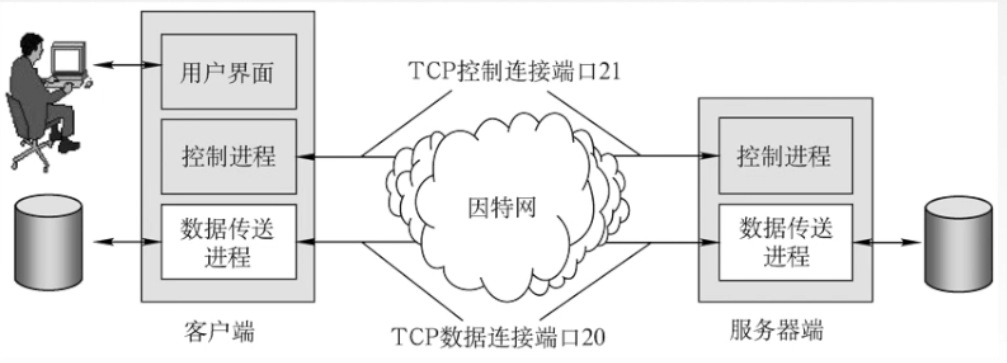 用户界面
TCP控制连接端口21
控制进程
控制进程
因特网
数据传送
进程
数据传送
进程
客户端
TCP数据连接端口20
服务器端